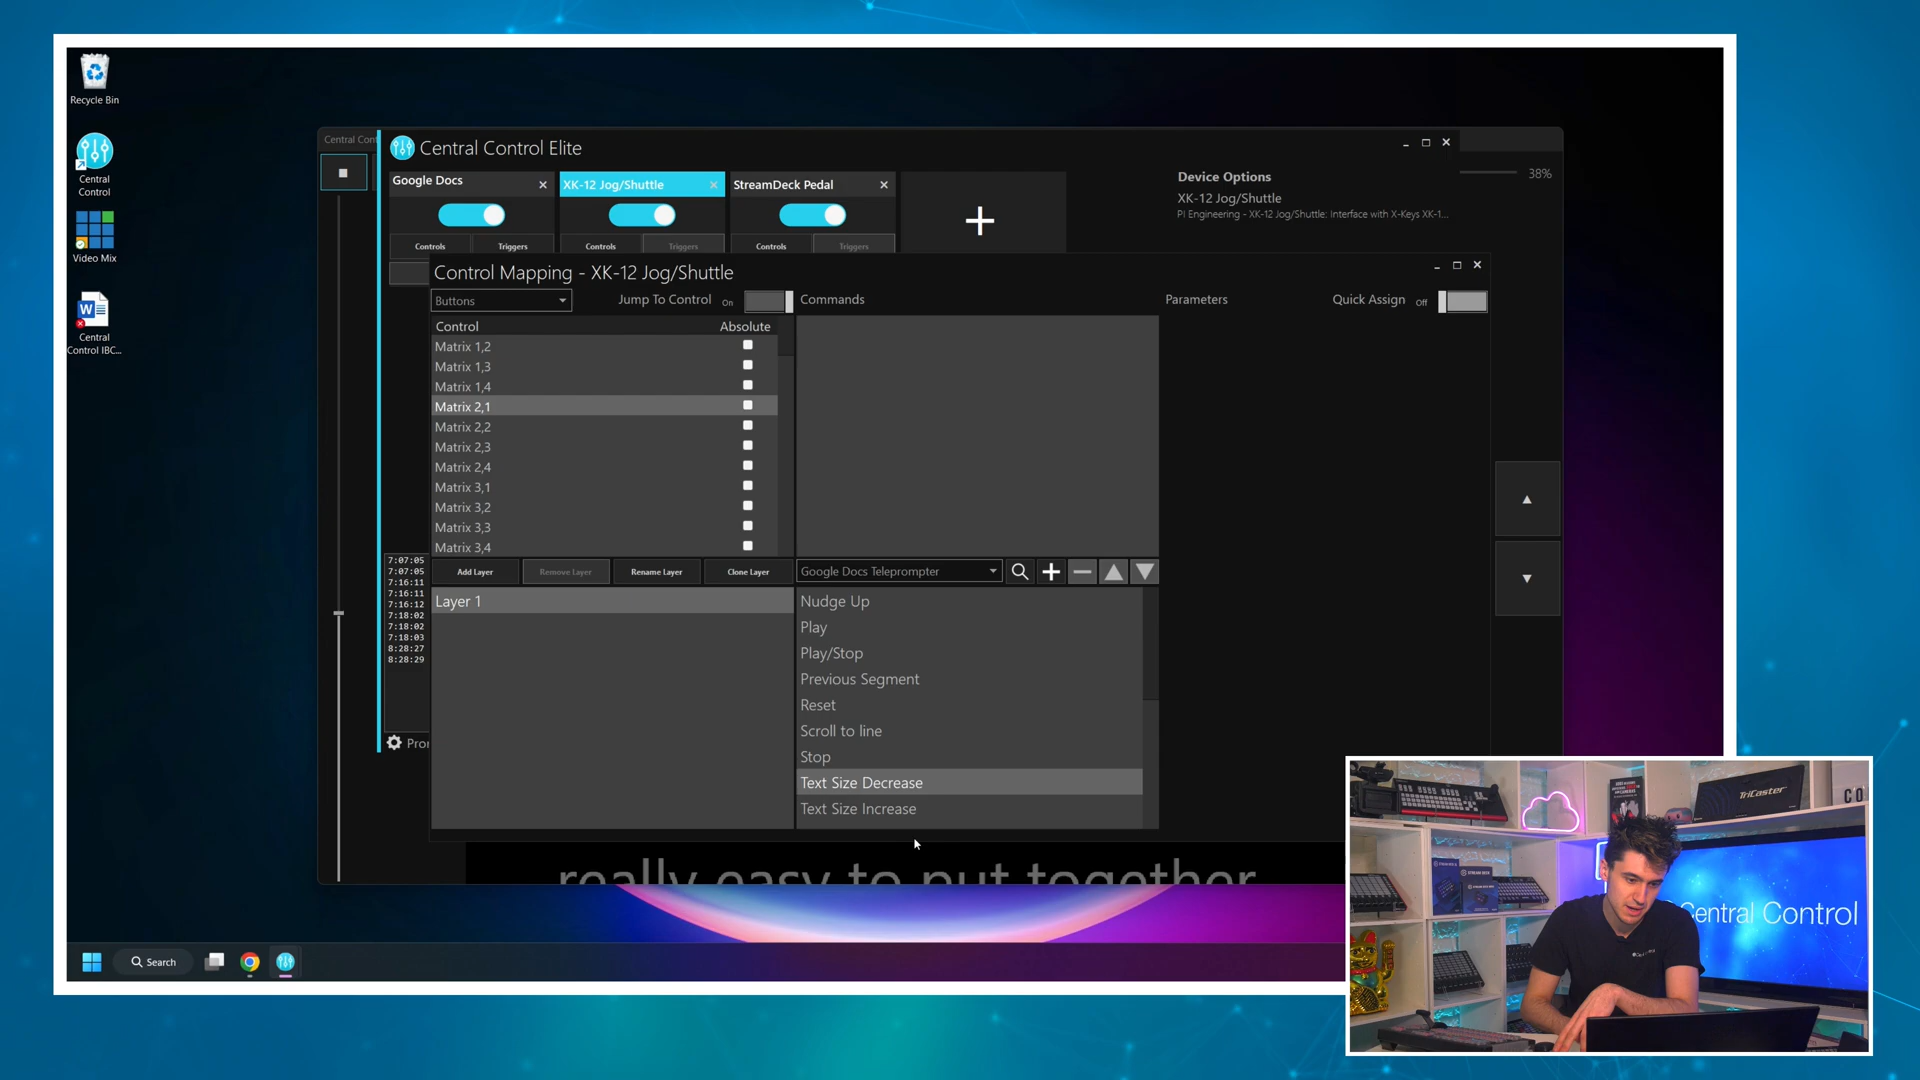 Recycle Bin
Central
Control
Video Mix
Central
Control IBC...
Central Cont
Central Control Elite
Google Docs
XK-12 Jog/Shuttle
StreamDeck Pedal
Controls
Triggers
Controls
Triggers
Controls
Triggers
Device Options
XK-12 Jog/Shuttle
PI Engineering - XK-12 Jog/Shuttle: Interface with X-Keys XK-1...
38%
Control Mapping - XK-12 Jog/Shuttle
Buttons
Jump To Control On
Commands
Parameters
Quick Assign Off
Control Absolute
Matrix 1,2
Matrix 1,3
Matrix 1,4
Matrix 2,1
Matrix 2,2
Matrix 2,3
Matrix 2,4
Matrix 3,1
Matrix 3,2
Matrix 3,3
Matrix 3,4
Add Layer
Remove Layer
Rename Layer
Clone Layer
Google Docs Teleprompter
Layer 1
Nudge Up
Play
Play/Stop
Previous Segment
Reset
Scroll to line
Stop
Text Size Decrease
Text Size Increase
7:07:05
7:07:05
7:16:11
7:16:11
7:16:12
7:18:02
7:18:02
7:18:03
8:28:27
8:28:29
Pro
really easy to put together
Search
TriCaster
CO
STREAM DECK
Central Control